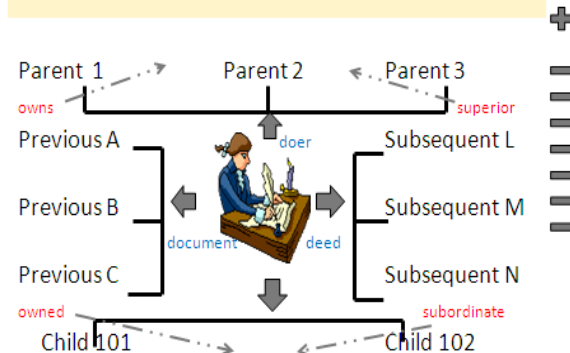 Parent 1 Parent 2 Parent 3
owns superior
Previous A doer Subsequent L
Previous B Subsequent M
document deed
Previous C Subsequent N
owned subordinate
Child 101 Child 102